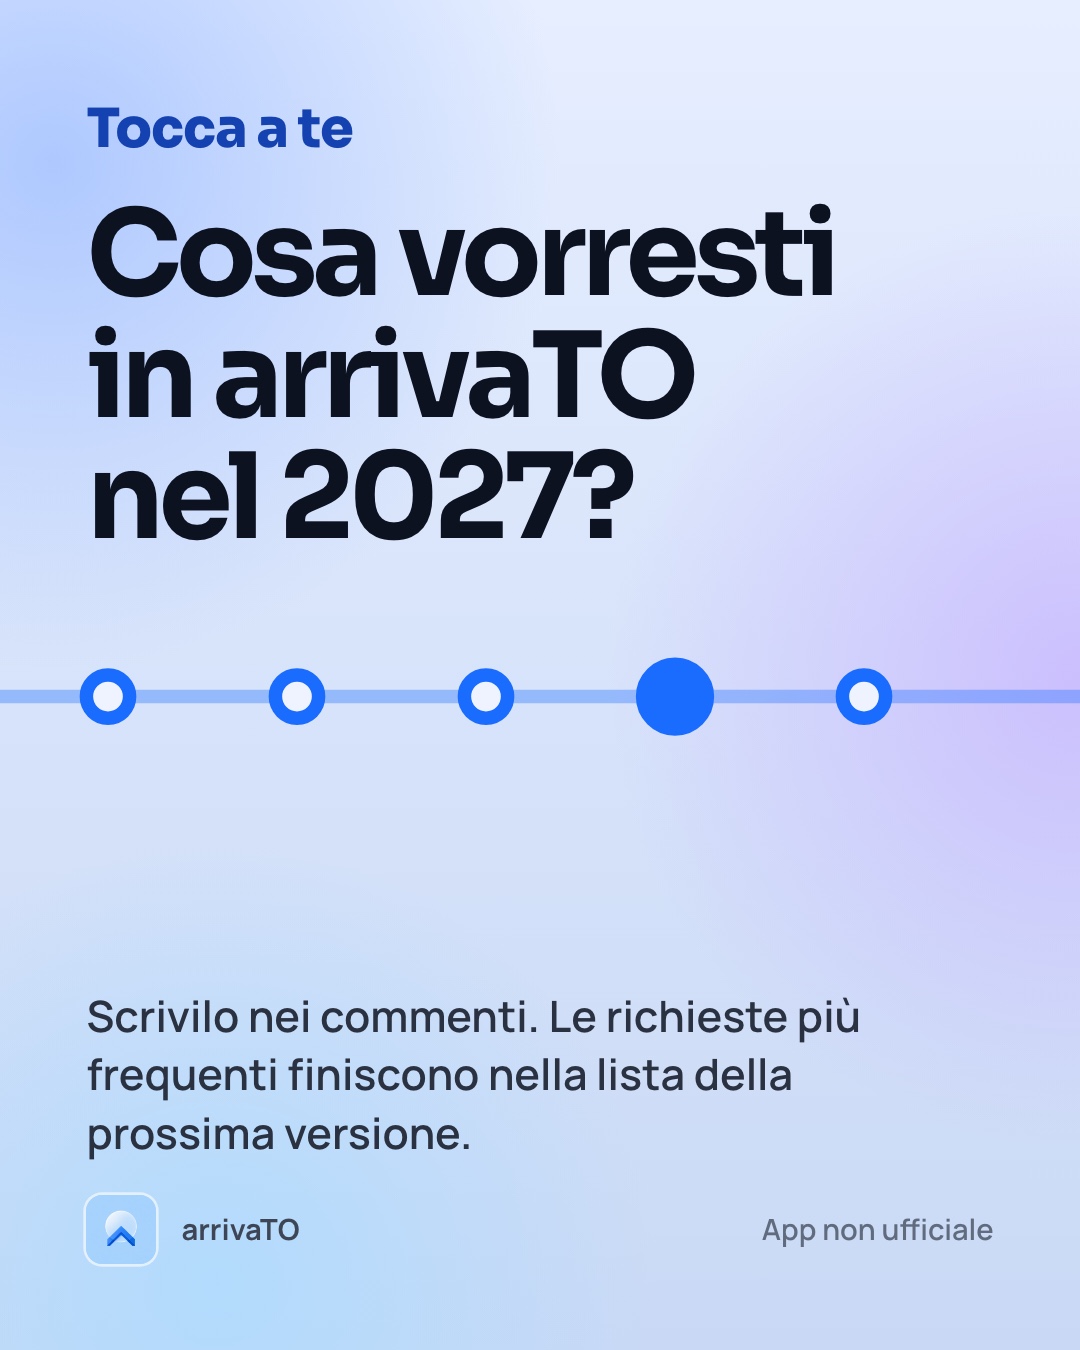 Tocca a te
Cosa vorresti
in arrivaTO
nel 2027?
Scrivilo nei commenti. Le richieste più
frequenti finiscono nella lista della
prossima versione.
arrivaTO
App non ufficiale